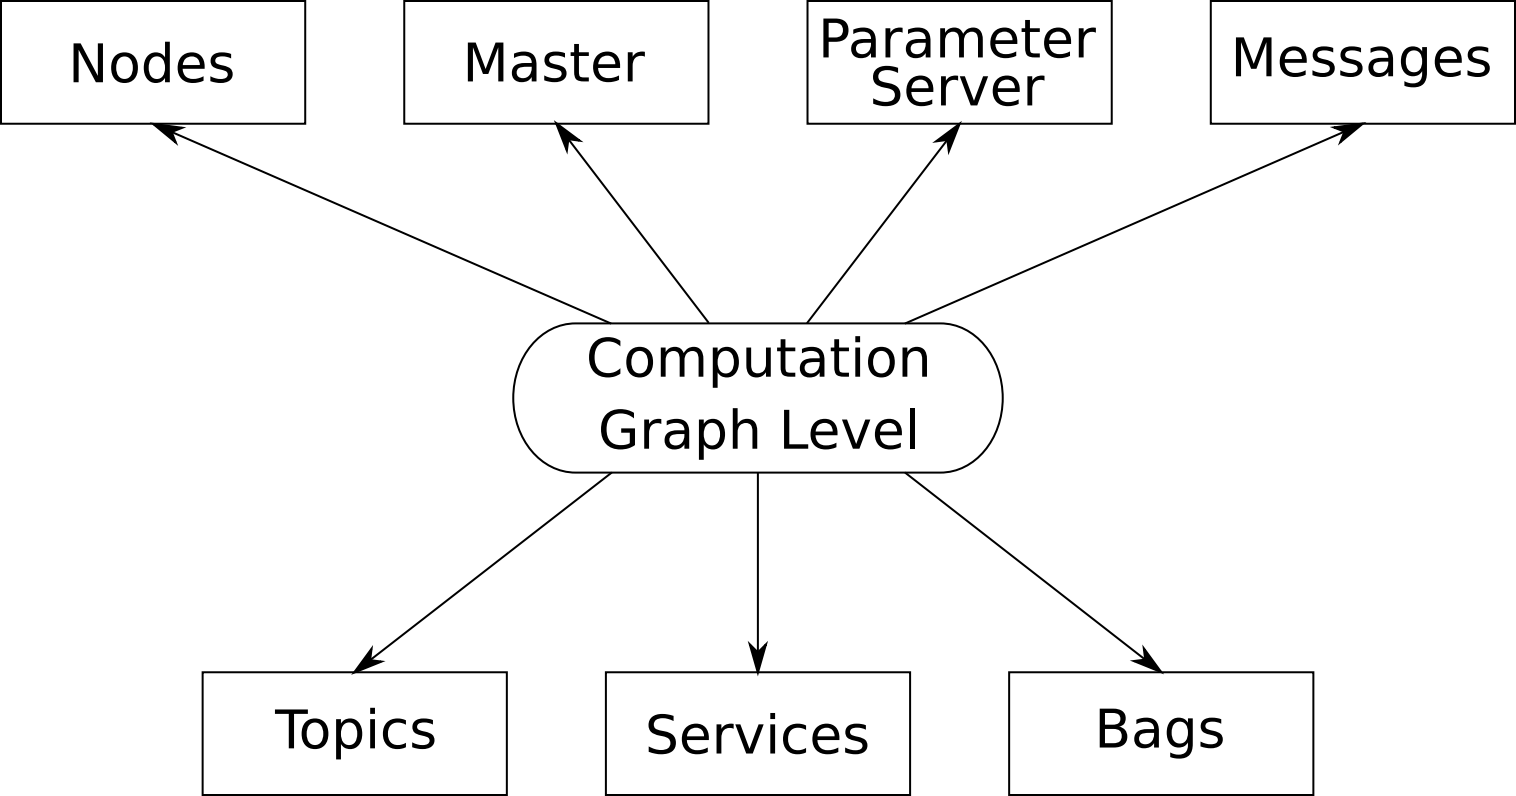 Nodes
Master
Parameter
Server
Messages
Computation
Graph Level
Topics
Services
Bags